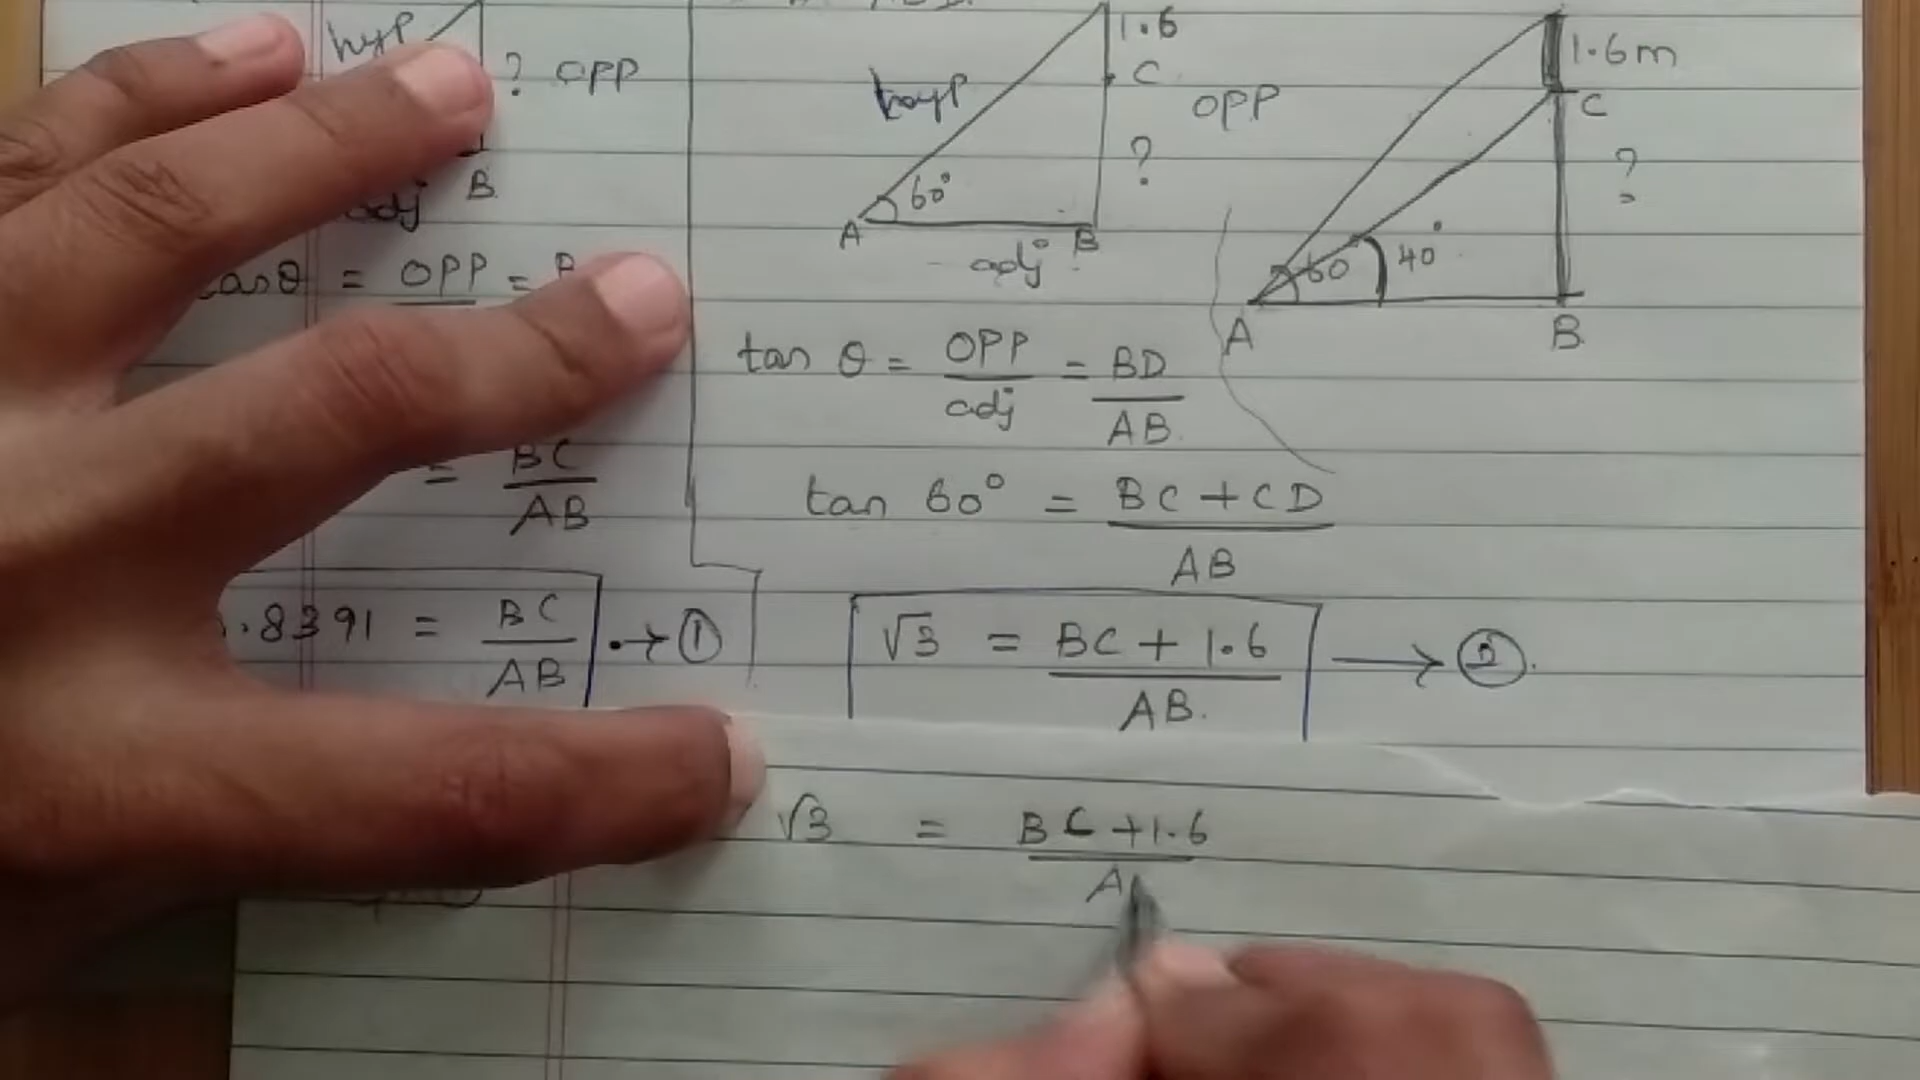 hyp
? OPP
B
adj
tanθ = OPP =
= BC
AB
.8391 = BC → ①
AB
1.6
C
hyp
OPP
?
60°
A
B
adj
tan θ = OPP = BD
adj AB
tan 60° = BC + CD
AB
√3 = BC + 1.6 → ②.
AB.
1.6m
C
?
60
40°
A
B
√3 = BC +1.6
A